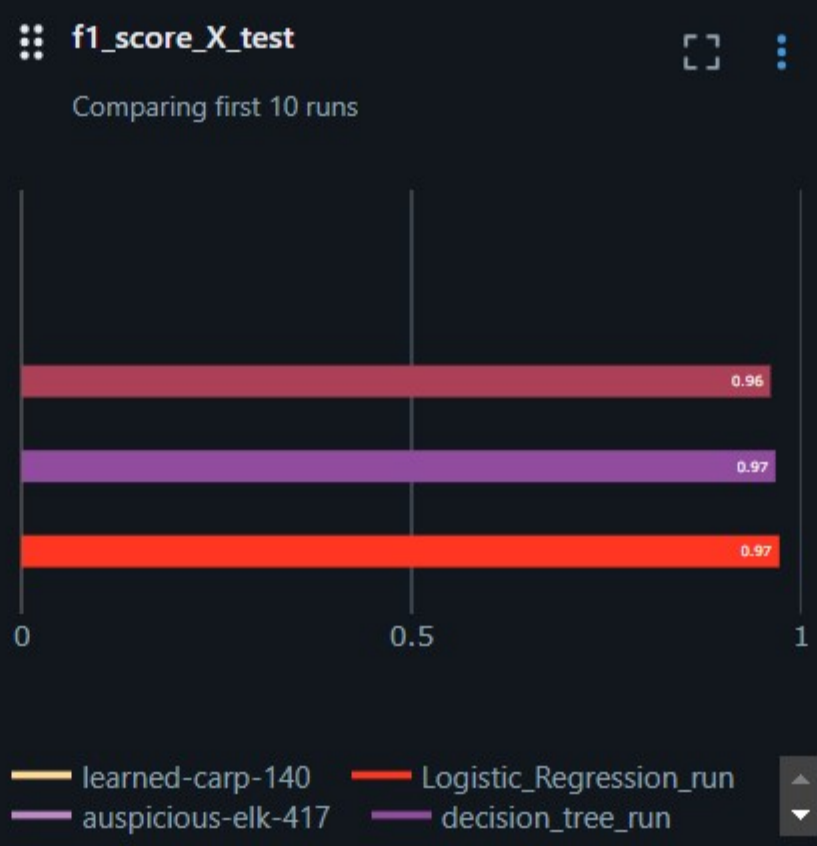 f1_score_X_test
Comparing first 10 runs
0.96
0.97
0.97
0 0.5 1
learned-carp-140 Logistic_Regression_run
auspicious-elk-417 decision_tree_run